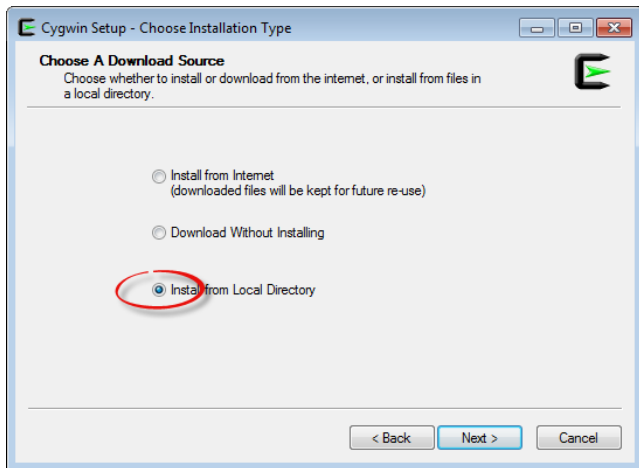 Cygwin Setup - Choose Installation Type
Choose A Download Source
Choose whether to install or download from the internet, or install from files in
a local directory.
Install from Internet
(downloaded files will be kept for future re-use)
Download Without Installing
Install from Local Directory
< Back
Next >
Cancel